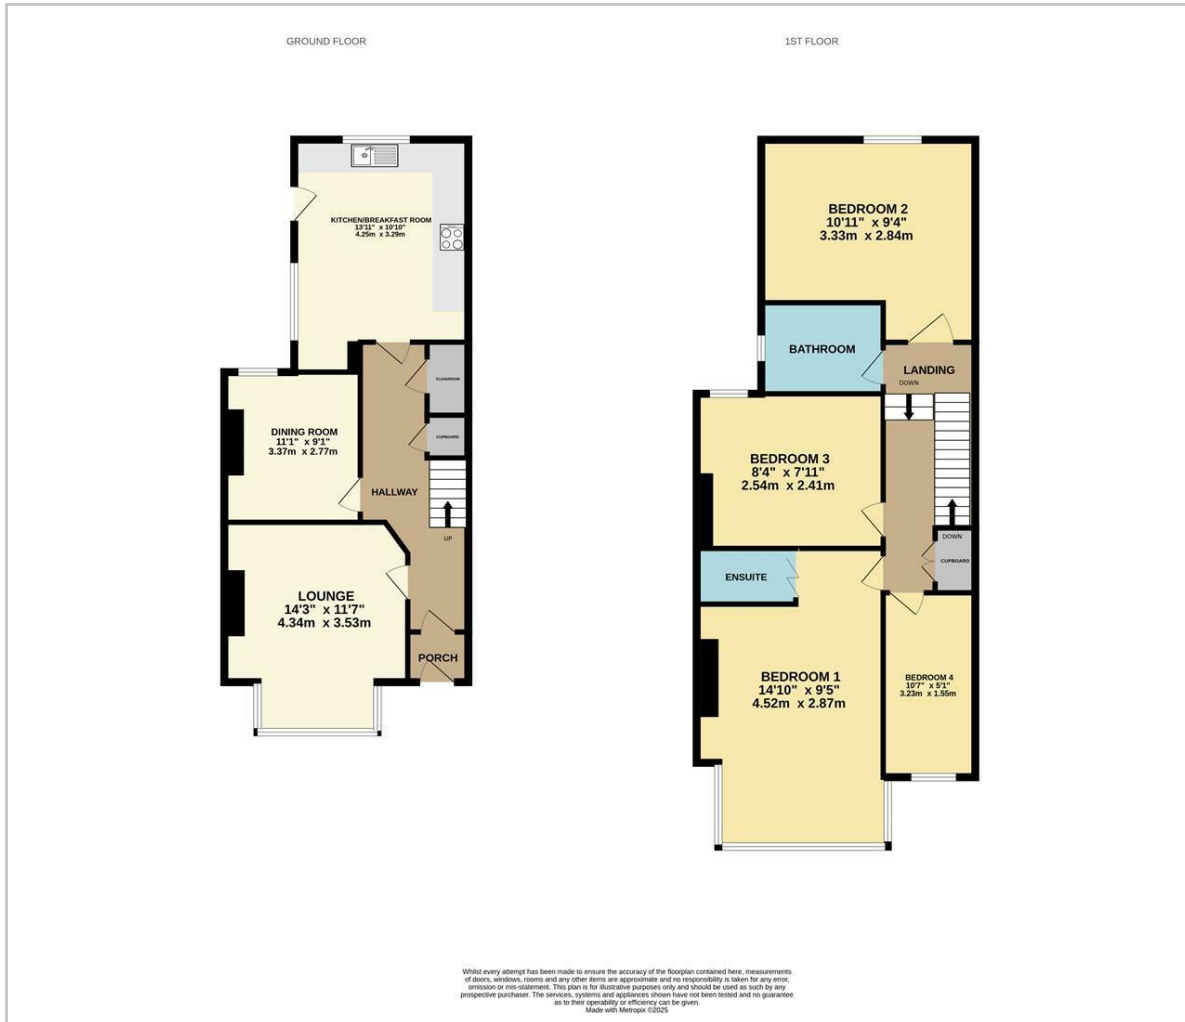 GROUND FLOOR
KITCHEN/BREAKFAST ROOM
13'11" x 10'10"
4.25m x 3.29m
CLOAKROOM
CUPBOARD
DINING ROOM
11'1" x 9'1"
3.37m x 2.77m
HALLWAY
UP
LOUNGE
14'3" x 11'7"
4.34m x 3.53m
PORCH
1ST FLOOR
BEDROOM 2
10'11" x 9'4"
3.33m x 2.84m
BATHROOM
LANDING
DOWN
BEDROOM 3
8'4" x 7'11"
2.54m x 2.41m
DOWN
CUPBOARD
ENSUITE
BEDROOM 1
14'10" x 9'5"
4.52m x 2.87m
BEDROOM 4
10'7" x 5'1"
3.23m x 1.55m
Whilst every attempt has been made to ensure the accuracy of the floorplan contained here, measurements
of doors, windows, rooms and any other items are approximate and no responsibility is taken for any error,
omission or mis-statement. This plan is for illustrative purposes only and should be used as such by any
prospective purchaser. The services, systems and appliances shown have not been tested and no guarantee
as to their operability or efficiency can be given.
Made with Metropix ©2025